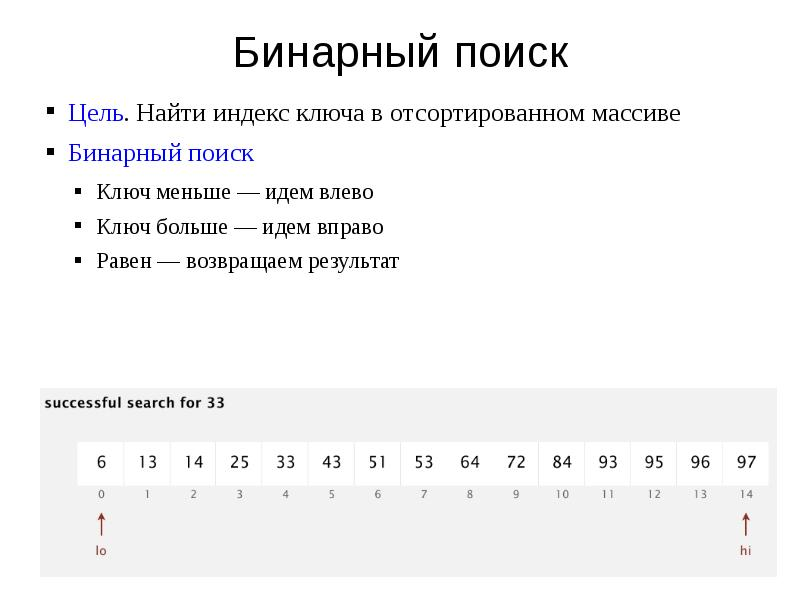 Бинарный поиск
Цель. Найти индекс ключа в отсортированном массиве
Бинарный поиск
Ключ меньше — идем влево
Ключ больше — идем вправо
Равен — возвращаем результат
successful search for 33
6 13 14 25 33 43 51 53 64 72 84 93 95 96 97
0 1 2 3 4 5 6 7 8 9 10 11 12 13 14
lo hi